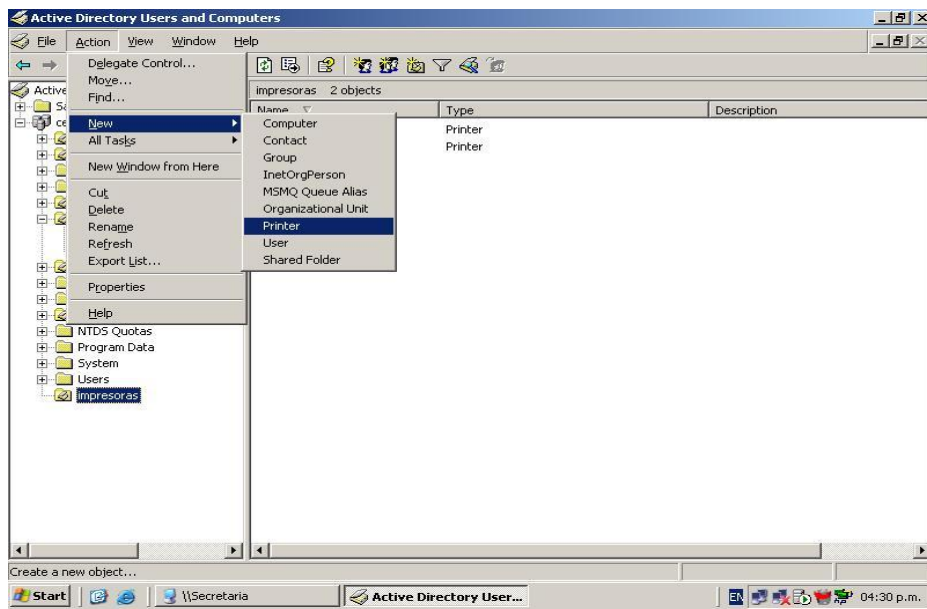 Active Directory Users and Computers
File Action View Window Help
Delegate Control...
Move...
Find...
New
All Tasks
New Window from Here
Cut
Delete
Rename
Refresh
Export List...
Properties
Help
Computer
Contact
Group
InetOrgPerson
MSMQ Queue Alias
Organizational Unit
Printer
User
Shared Folder
Active
Sa
ce
NTDS Quotas
Program Data
System
Users
impresoras
impresoras 2 objects
Name Type Description
Printer
Printer
Create a new object...
Start \\Secretaria Active Directory User... EN 04:30 p.m.